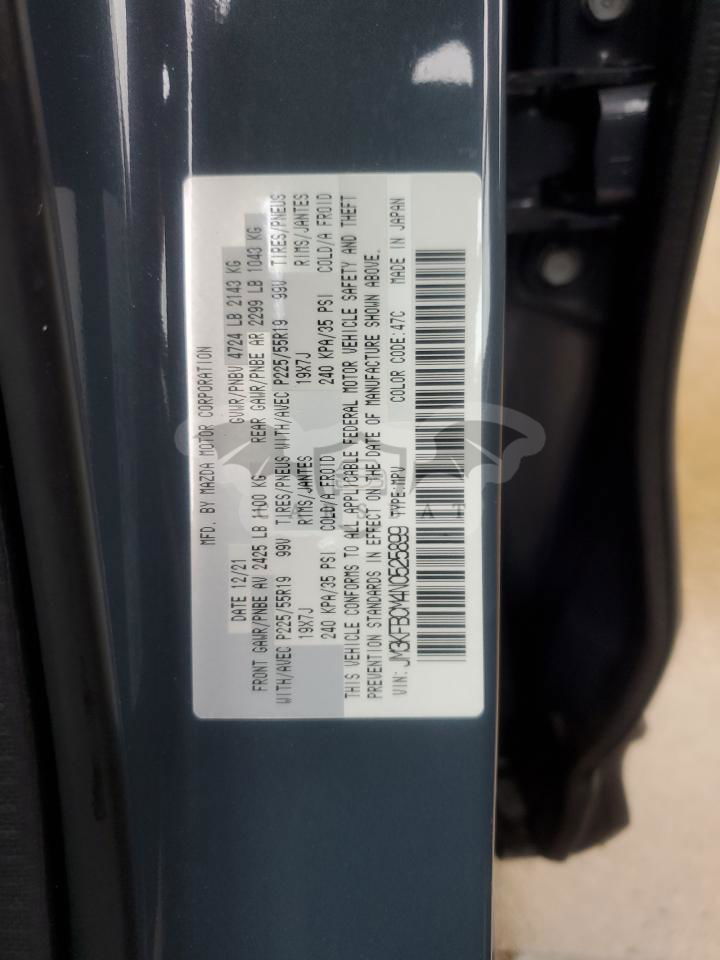 MFD. BY MAZDA MOTOR CORPORATION
DATE 12/21 GVWR/PNBV 4724 LB 2143 KG
FRONT GAWR/PNBE AV 2425 LB 1100 KG REAR GAWR/PNBE AR 2299 LB 1043 KG
WITH/AVEC P225/55R19 99V TIRES/PNEUS WITH/AVEC P225/55R19 99V TIRES/PNEUS
19X7J RIMS/JANTES 19X7J RIMS/JANTES
240 KPA/35 PSI COLD/A FROID 240 KPA/35 PSI COLD/A FROID
THIS VEHICLE CONFORMS TO ALL APPLICABLE FEDERAL MOTOR VEHICLE SAFETY AND THEFT
PREVENTION STANDARDS IN EFFECT ON THE DATE OF MANUFACTURE SHOWN ABOVE.
VIN: JM3KFBCM4N0525899 TYPE:MPV COLOR CODE:47C MADE IN JAPAN